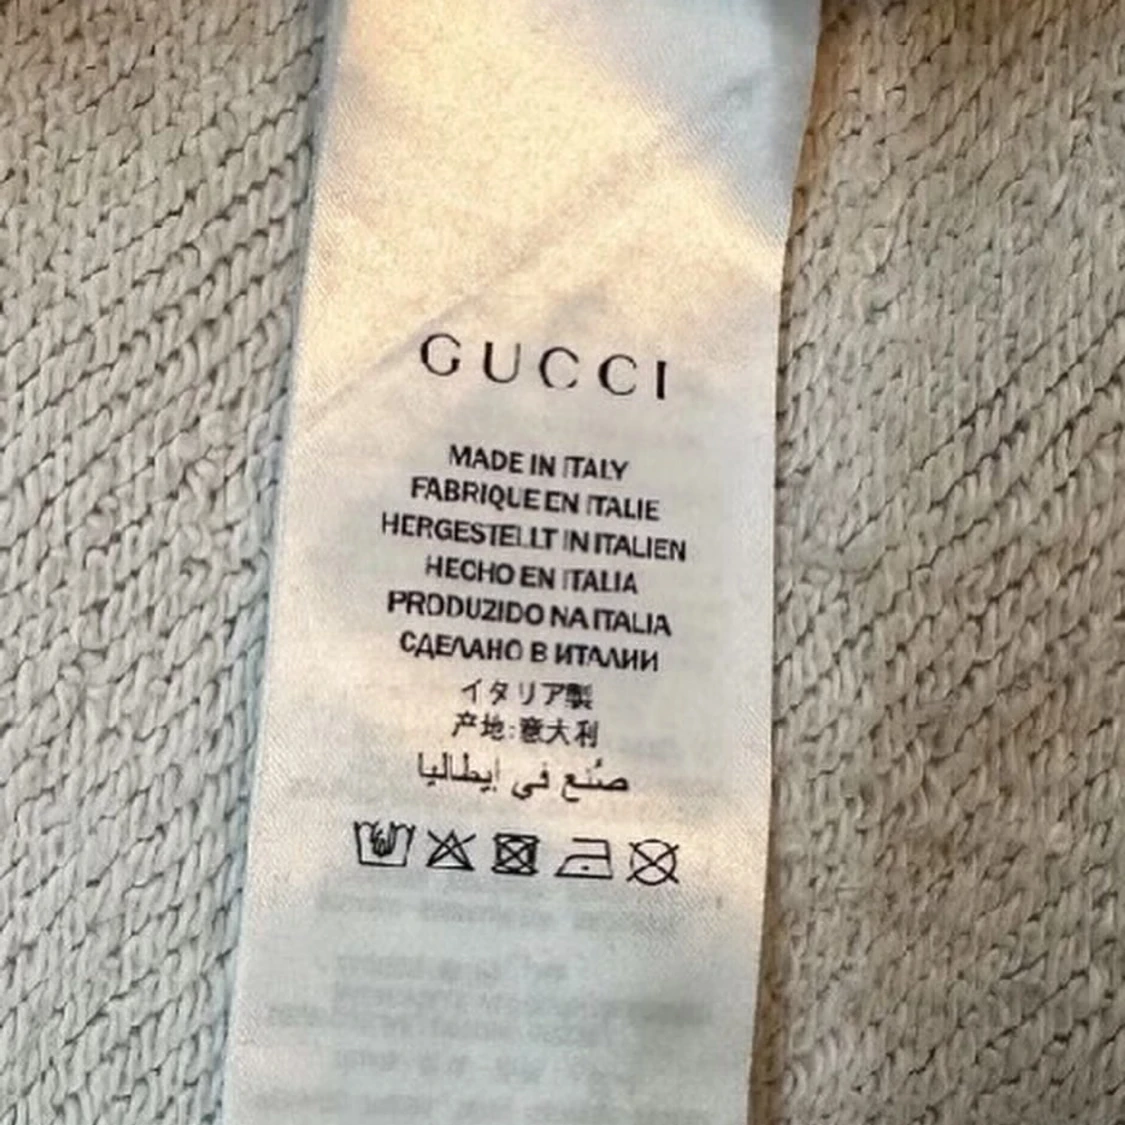 GUCCI
MADE IN ITALY
FABRIQUE EN ITALIE
HERGESTELLT IN ITALIEN
HECHO EN ITALIA
PRODUZIDO NA ITALIA
СДЕЛАНО В ИТАЛИИ
イタリア製
产地:意大利
صُنع في إيطاليا